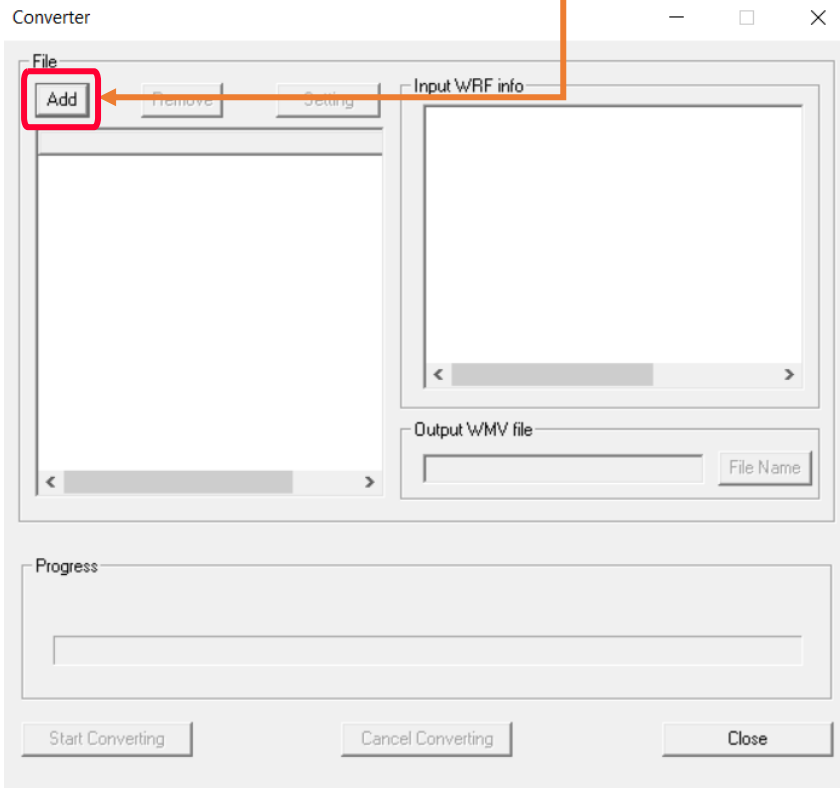 Converter
File
Add Remove Setting
Input WRF info
Output WMV file
File Name
Progress
Start Converting Cancel Converting Close